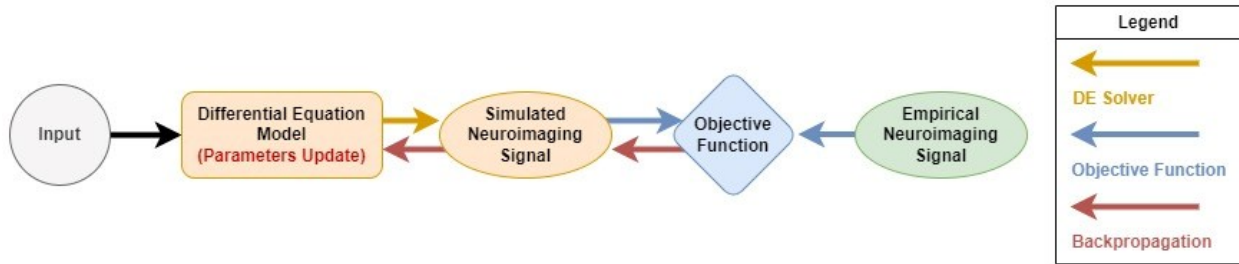 Input
Differential Equation
Model
(Parameters Update)
Simulated
Neuroimaging
Signal
Objective
Function
Empirical
Neuroimaging
Signal
Legend
DE Solver
Objective Function
Backpropagation